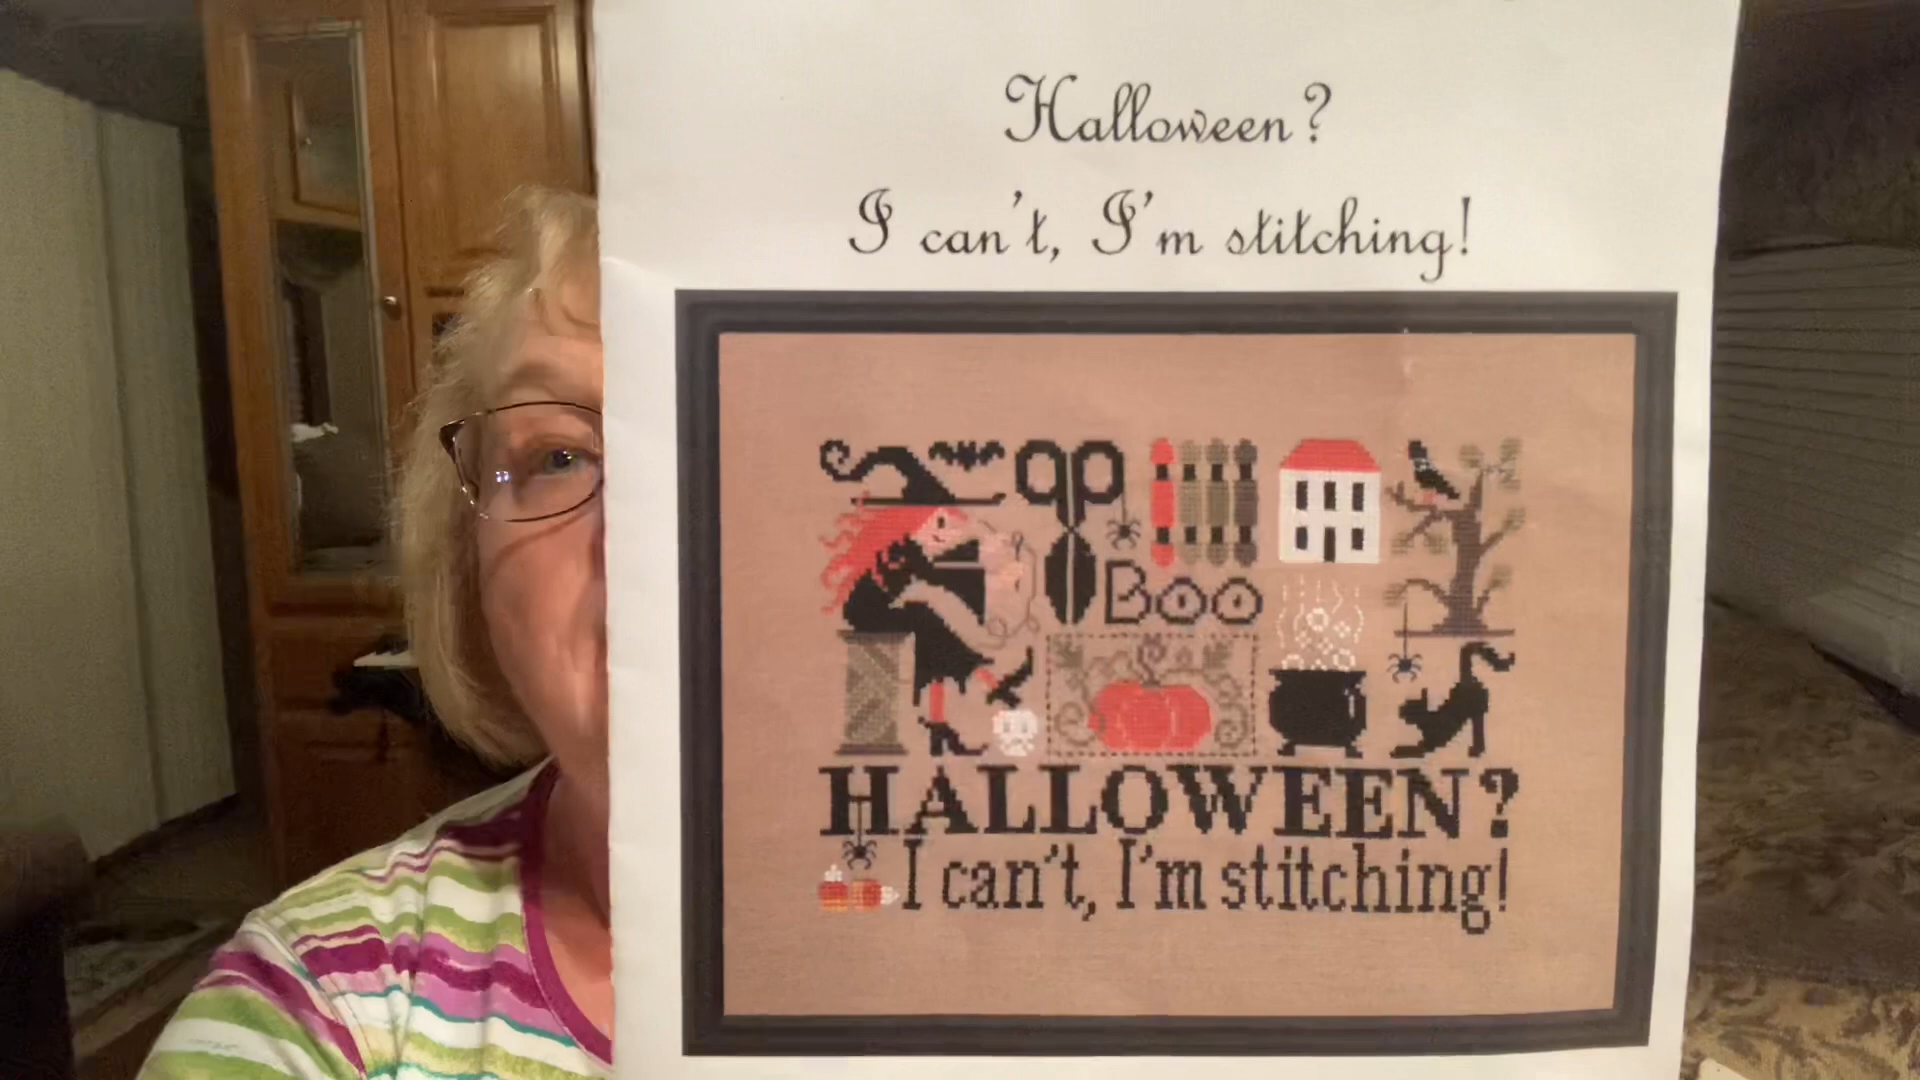 Halloween?
I can't, I'm stitching!
Boo
HALLOWEEN?
I can't, I'm stitching!